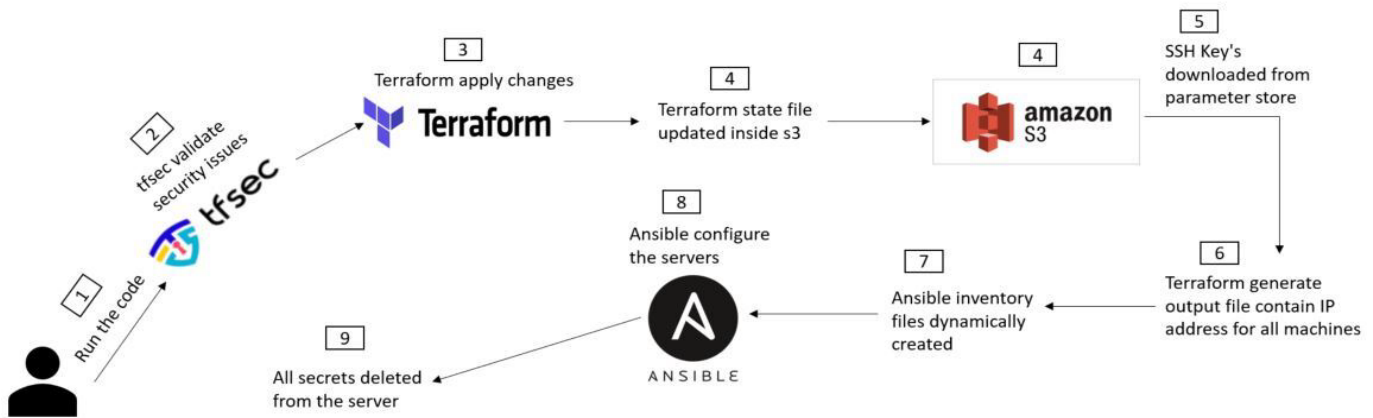 1
Run the code
2
tfsec validate
security issues
tfsec
3
Terraform apply changes
Terraform
4
Terraform state file
updated inside s3
4
amazon
S3
5
SSH Key's
downloaded from
parameter store
6
Terraform generate
output file contain IP
address for all machines
7
Ansible inventory
files dynamically
created
8
Ansible configure
the servers
A
ANSIBLE
9
All secrets deleted
from the server